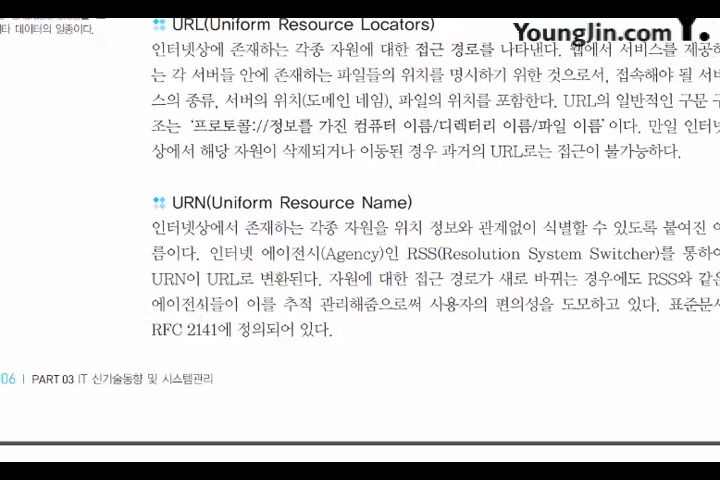 타 데이터의 일종이다.
URL(Uniform Resource Locators)
YoungJin.com Y.
인터넷상에 존재하는 각종 자원에 대한 접근 경로를 나타낸다. 웹에서 서비스를 제공하
는 각 서버들 안에 존재하는 파일들의 위치를 명시하기 위한 것으로서, 접속해야 될 서비
스의 종류, 서버의 위치(도메인 네임), 파일의 위치를 포함한다. URL의 일반적인 구문 구
조는 ‘프로토콜://정보를 가진 컴퓨터 이름/디렉터리 이름/파일 이름’이다. 만일 인터넷
상에서 해당 자원이 삭제되거나 이동된 경우 과거의 URL로는 접근이 불가능하다.
URN(Uniform Resource Name)
인터넷상에서 존재하는 각종 자원을 위치 정보와 관계없이 식별할 수 있도록 붙여진 이
름이다. 인터넷 에이전시(Agency)인 RSS(Resolution System Switcher)를 통하여
URN이 URL로 변환된다. 자원에 대한 접근 경로가 새로 바뀌는 경우에도 RSS와 같은
에이전시들이 이를 추적 관리해줌으로써 사용자의 편의성을 도모하고 있다. 표준문서
RFC 2141에 정의되어 있다.
06 | PART 03 IT 신기술동향 및 시스템관리